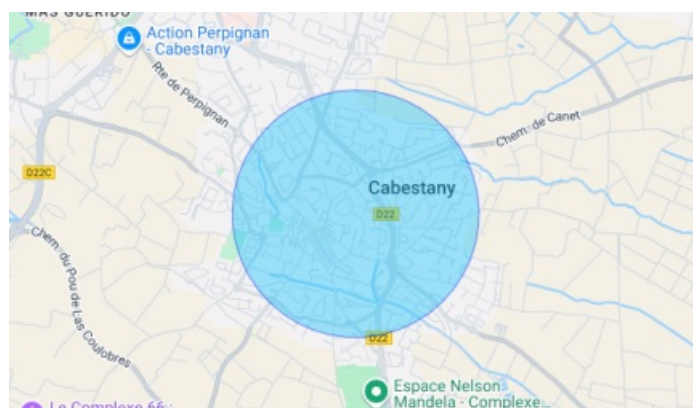 MAS GUÉRIDO
Action Perpignan
- Cabestany
Rte de Perpignan
Chem. de Canet
D22C
Cabestany
D22
Chem. du Pou de Las Coulobres
D22
Espace Nelson
Mandela - Complexe...
Le Complexe 66